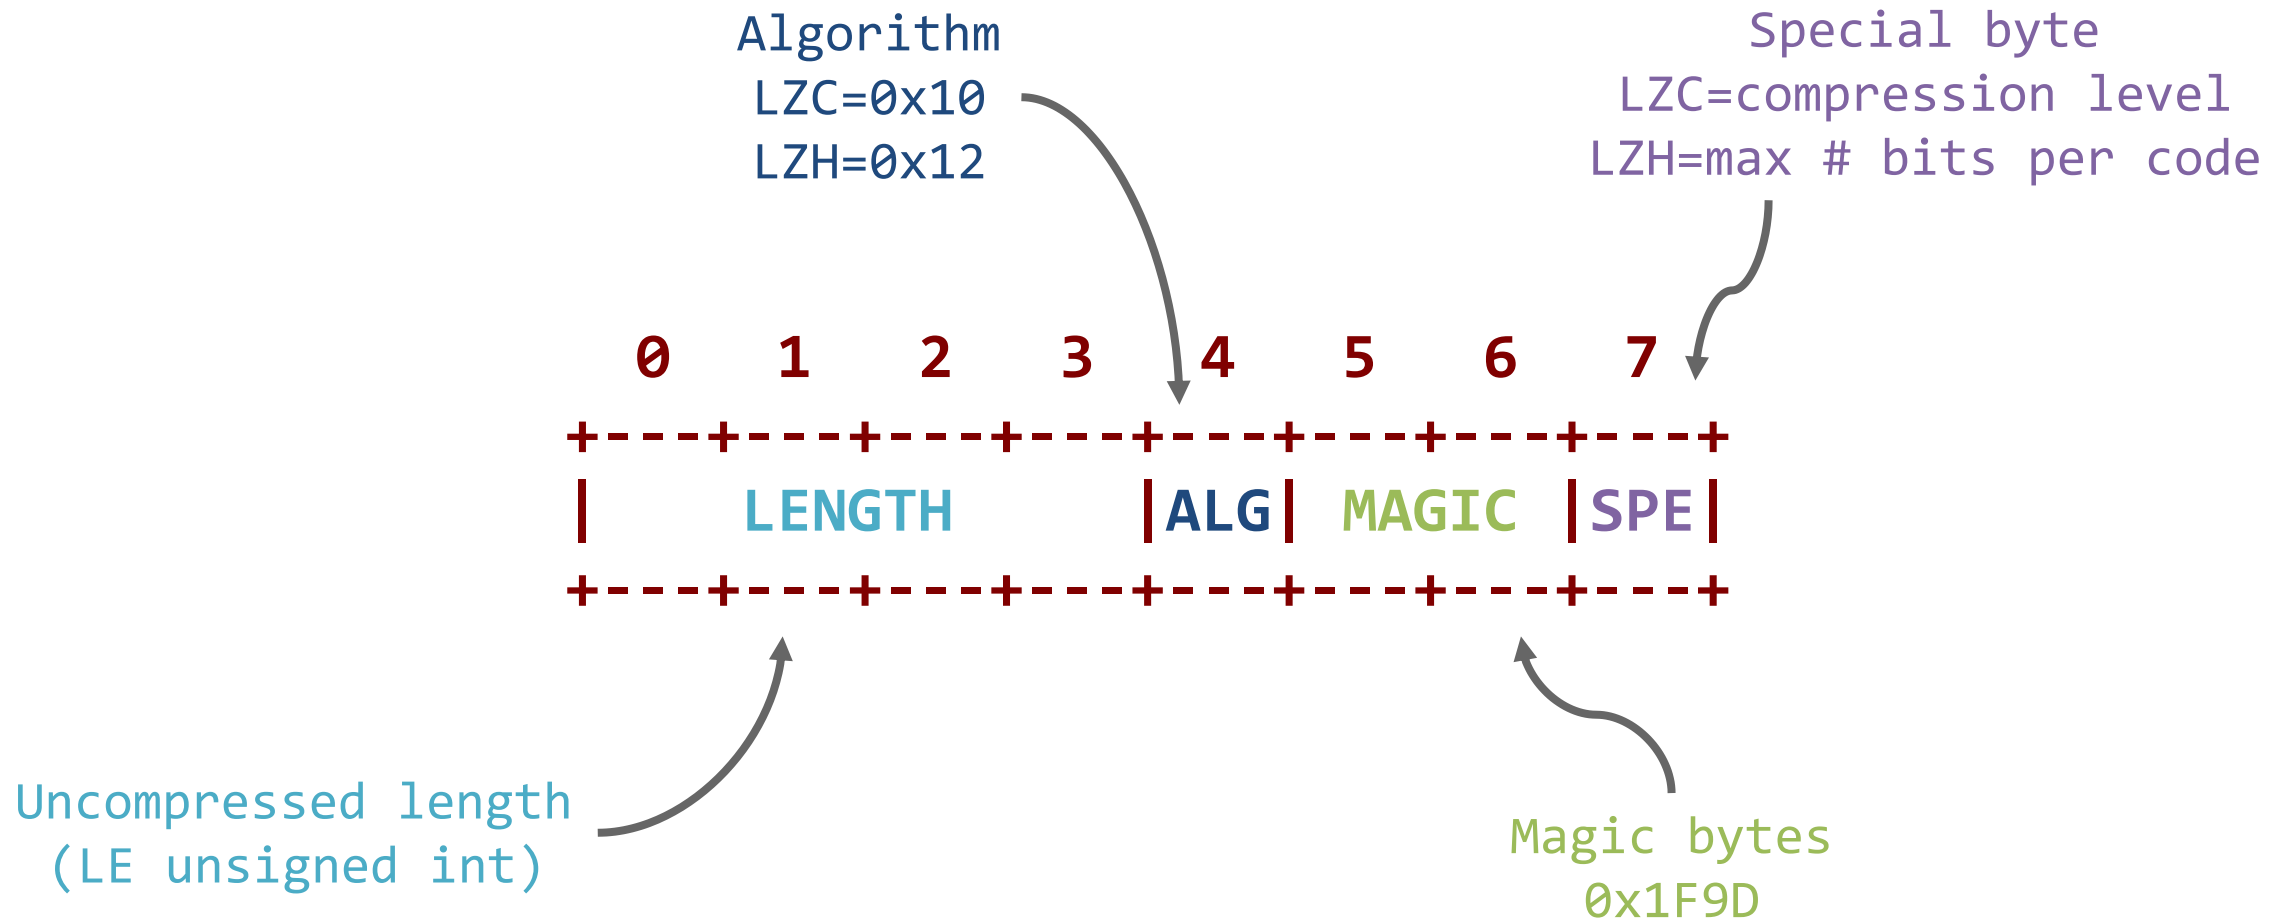 Algorithm
LZC=0x10
LZH=0x12
Special byte
LZC=compression level
LZH=max # bits per code
0 1 2 3 4 5 6 7
+---+---+---+---+---+---+---+---+
| LENGTH |ALG| MAGIC |SPE|
+---+---+---+---+---+---+---+---+
Uncompressed length
(LE unsigned int)
Magic bytes
0x1F9D